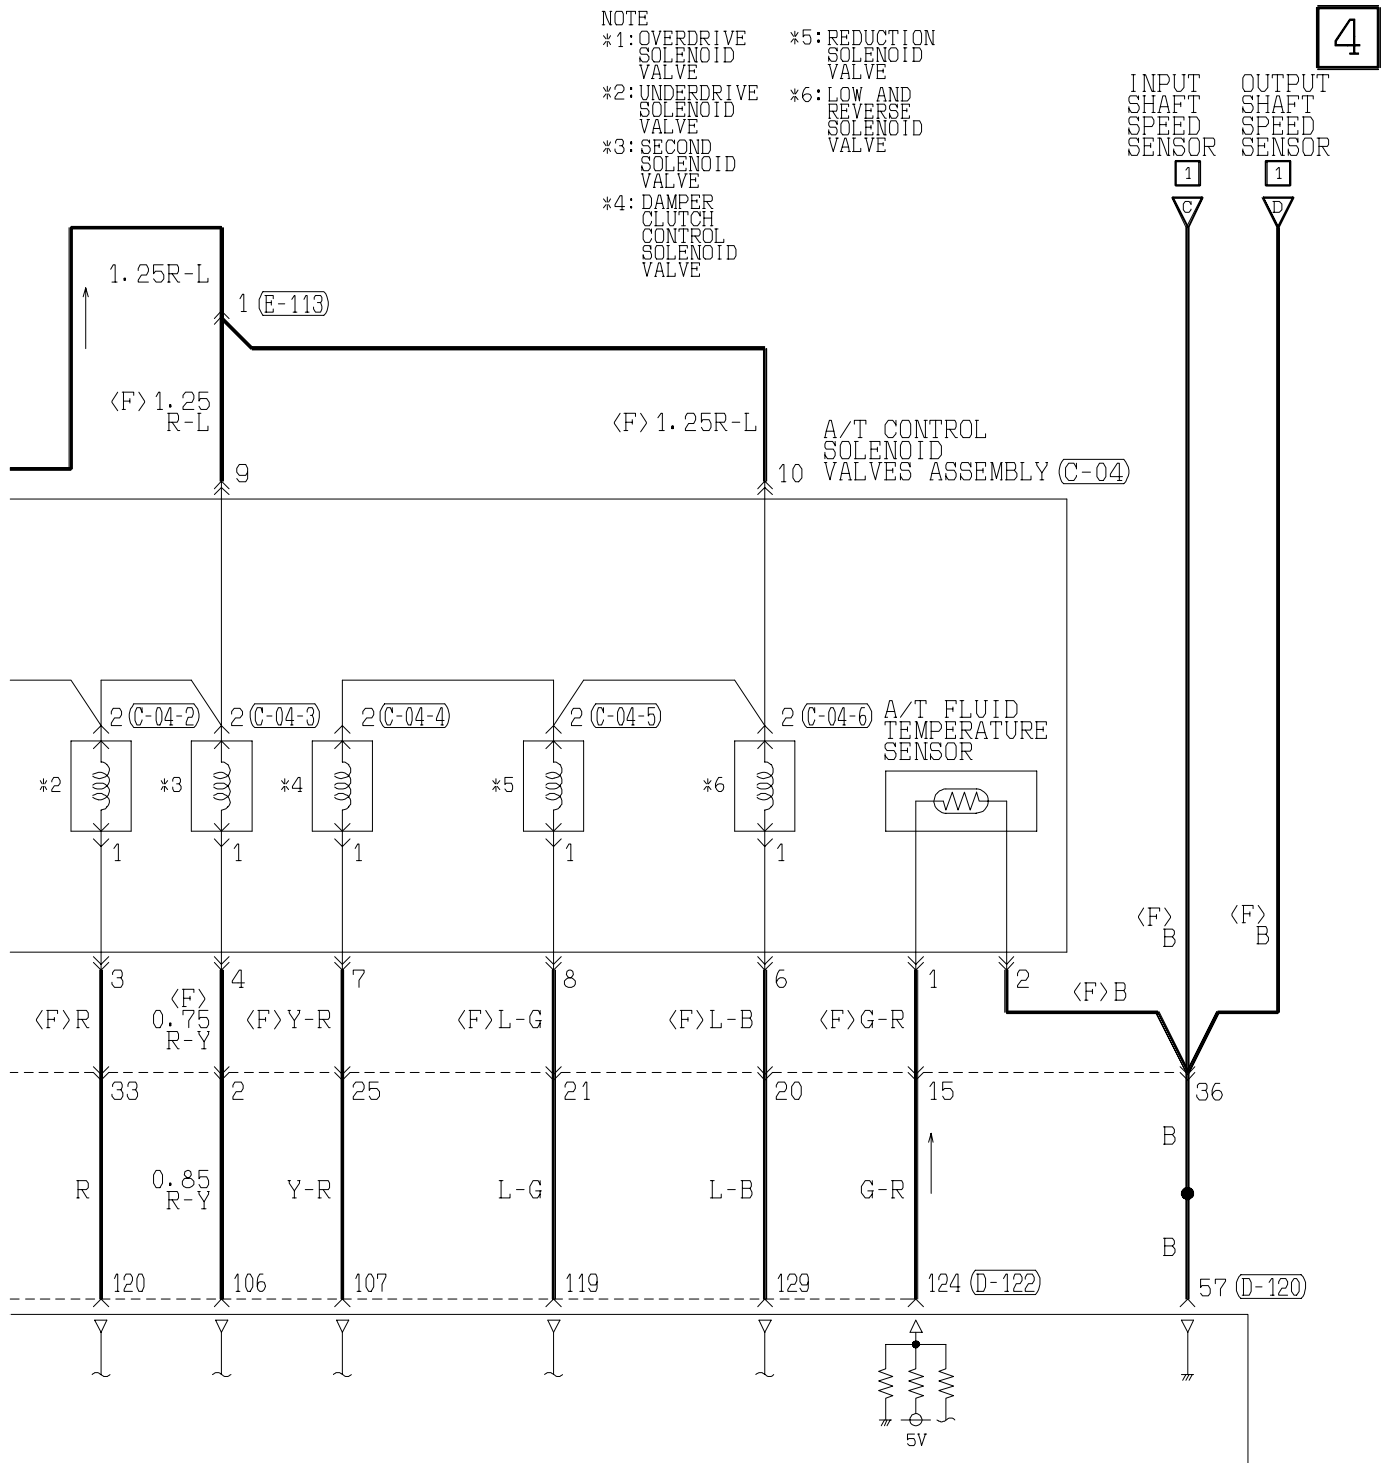 NOTE
*1: OVERDRIVE
SOLENOID
VALVE
*2: UNDERDRIVE
SOLENOID
VALVE
*3: SECOND
SOLENOID
VALVE
*4: DAMPER
CLUTCH
CONTROL
SOLENOID
VALVE
*5: REDUCTION
SOLENOID
VALVE
*6: LOW AND
REVERSE
SOLENOID
VALVE
4
INPUT
SHAFT
SPEED
SENSOR
1
C
OUTPUT
SHAFT
SPEED
SENSOR
1
D
1.25R-L
1 (E-113)
<F> 1.25
R-L
<F> 1.25R-L
9
10
A/T CONTROL
SOLENOID
VALVES ASSEMBLY (C-04)
2 (C-04-2)
2 (C-04-3)
2 (C-04-4)
2 (C-04-5)
2 (C-04-6)
A/T FLUID
TEMPERATURE
SENSOR
*2
*3
*4
*5
*6
1
1
1
1
1
<F>
B
<F>
B
3
4
7
8
6
1
2
<F> R
<F>
0.75
R-Y
<F> Y-R
<F> L-G
<F> L-B
<F> G-R
<F> B
33
2
25
21
20
15
36
B
R
0.85
R-Y
Y-R
L-G
L-B
G-R
B
120
106
107
119
129
124 (D-122)
57 (D-120)
5V